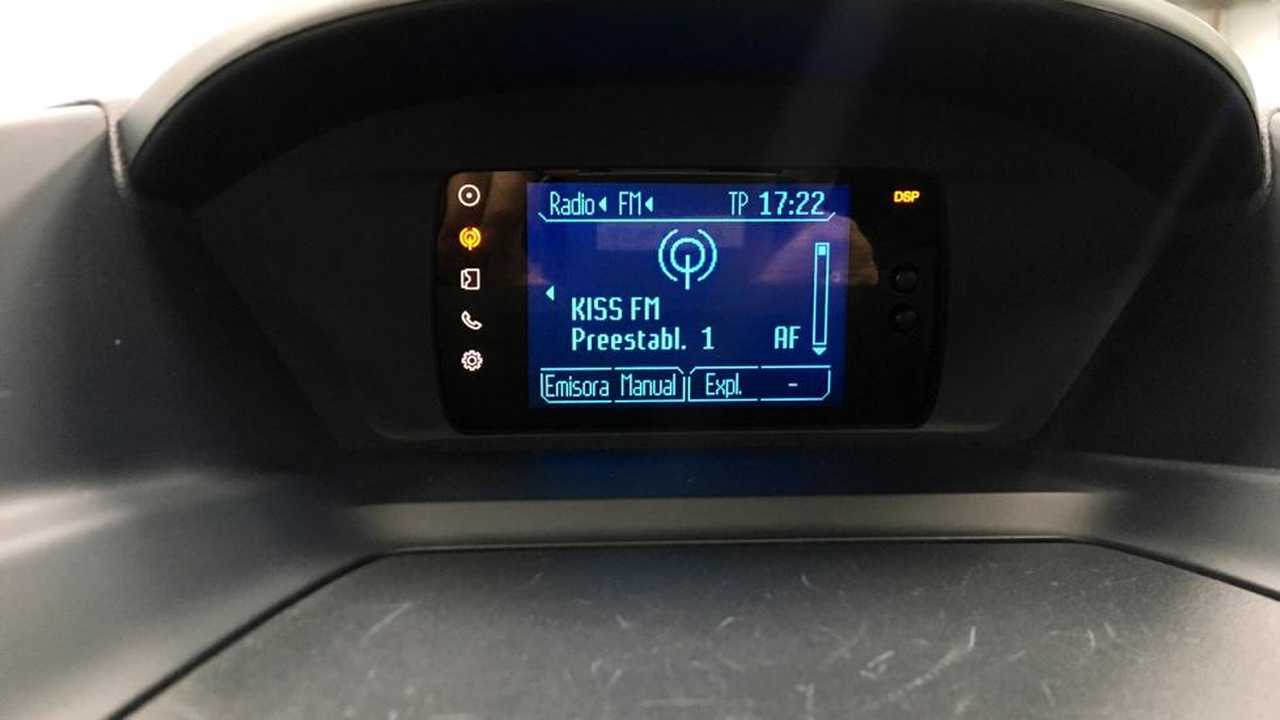 Radio FM TP 17:22
DSP
KISS FM
Preestabl. 1 AF
Emisora Manual Expl. -